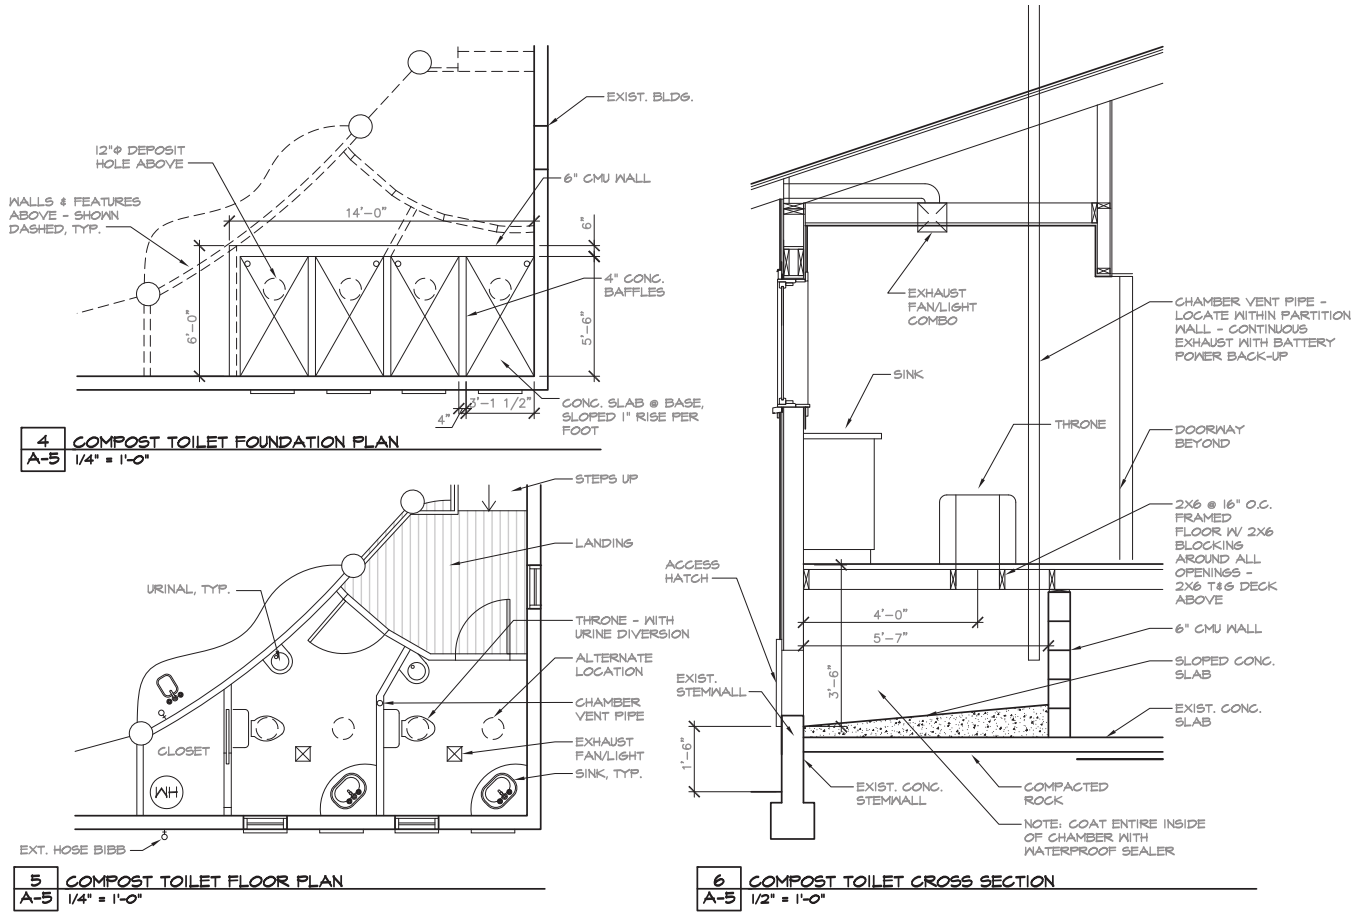 EXIST. BLDG.
12"Φ DEPOSIT
HOLE ABOVE
6" CMU WALL
WALLS & FEATURES
ABOVE - SHOWN
DASHED, TYP.
14'-0"
6"
6'-0"
5'-6"
4" CONC.
BAFFLES
3'-1 1/2"
4"
CONC. SLAB @ BASE,
SLOPED 1" RISE PER
FOOT
4
A-5
COMPOST TOILET FOUNDATION PLAN
1/4" = 1'-0"
STEPS UP
LANDING
URINAL, TYP.
THRONE - WITH
URINE DIVERSION
ALTERNATE
LOCATION
CHAMBER
VENT PIPE
EXHAUST
FAN/LIGHT
SINK, TYP.
CLOSET
WH
EXT. HOSE BIBB
5
A-5
COMPOST TOILET FLOOR PLAN
1/4" = 1'-0"
EXHAUST
FAN/LIGHT
COMBO
CHAMBER VENT PIPE -
LOCATE WITHIN PARTITION
WALL - CONTINUOUS
EXHAUST WITH BATTERY
POWER BACK-UP
SINK
THRONE
DOORWAY
BEYOND
2X6 @ 16" O.C.
FRAMED
FLOOR W/ 2X6
BLOCKING
AROUND ALL
OPENINGS -
2X6 T&G DECK
ABOVE
ACCESS
HATCH
4'-0"
5'-7"
3'-6"
6" CMU WALL
SLOPED CONC.
SLAB
EXIST.
STEMWALL
EXIST. CONC.
SLAB
1'-6"
EXIST. CONC.
STEMWALL
COMPACTED
ROCK
NOTE: COAT ENTIRE INSIDE
OF CHAMBER WITH
WATERPROOF SEALER
6
A-5
COMPOST TOILET CROSS SECTION
1/2" = 1'-0"